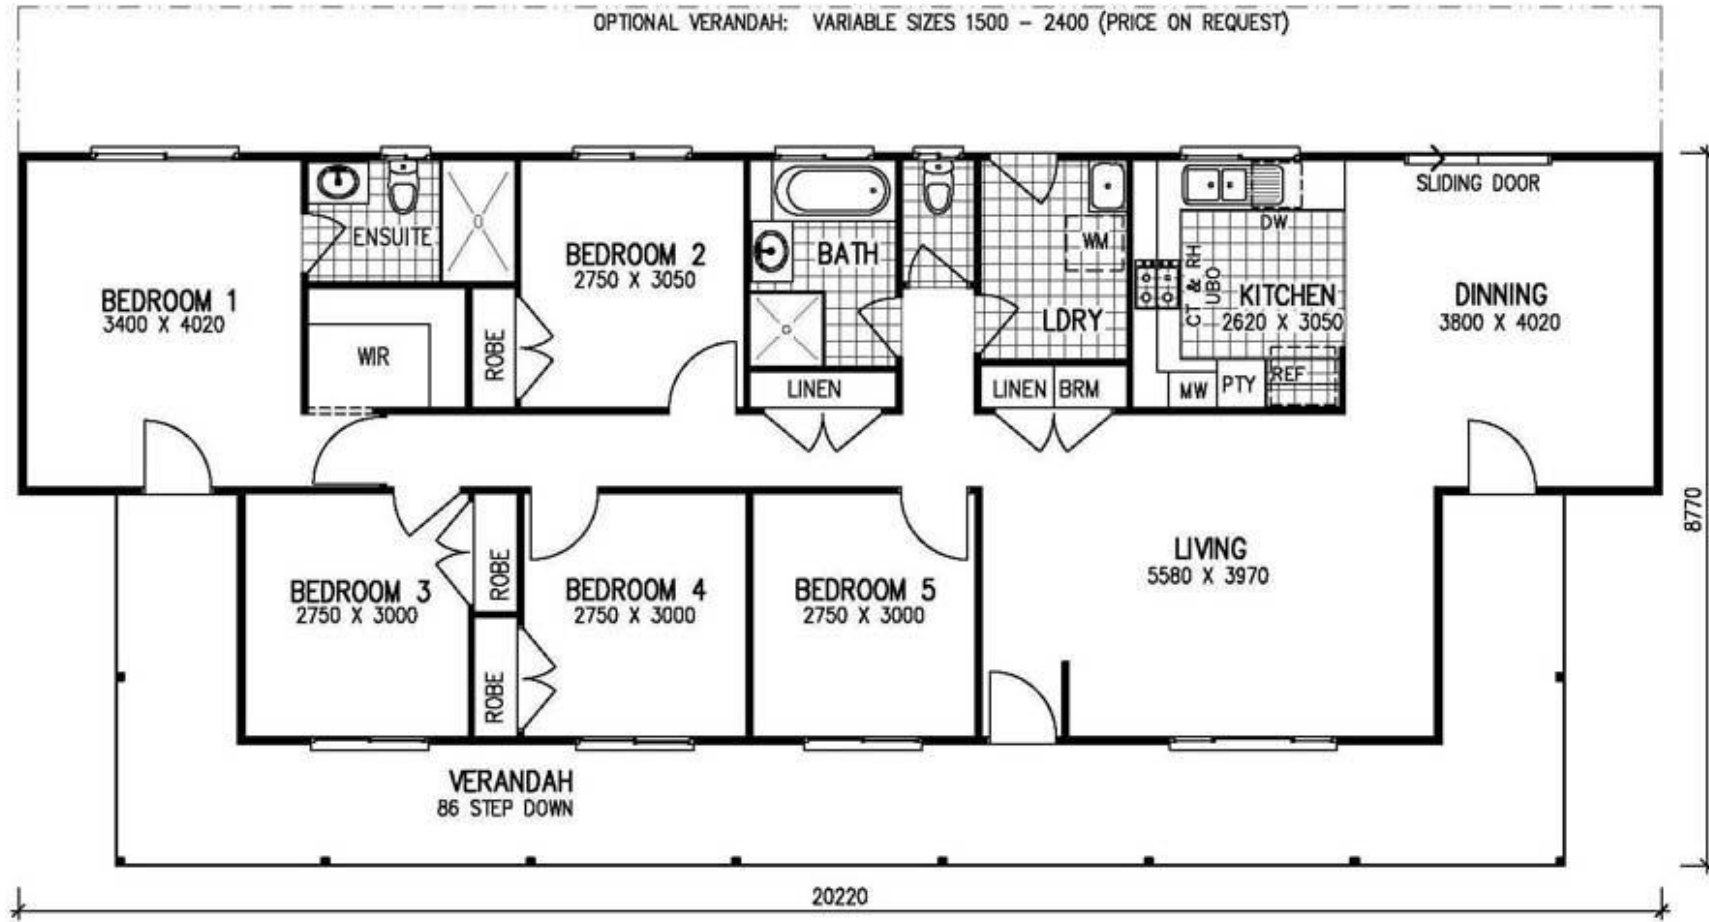 OPTIONAL VERANDAH: VARIABLE SIZES 1500 - 2400 (PRICE ON REQUEST)
SLIDING DOOR
ENSUITE
BEDROOM 1
3400 X 4020
WIR
ROBE
BEDROOM 2
2750 X 3050
BATH
LINEN
WM
LDRY
LINEN
BRM
DW
CT & RH
UBO
KITCHEN
2620 X 3050
MW
PTY
REF
DINNING
3800 X 4020
BEDROOM 3
2750 X 3000
ROBE
ROBE
BEDROOM 4
2750 X 3000
BEDROOM 5
2750 X 3000
LIVING
5580 X 3970
VERANDAH
86 STEP DOWN
8770
20220